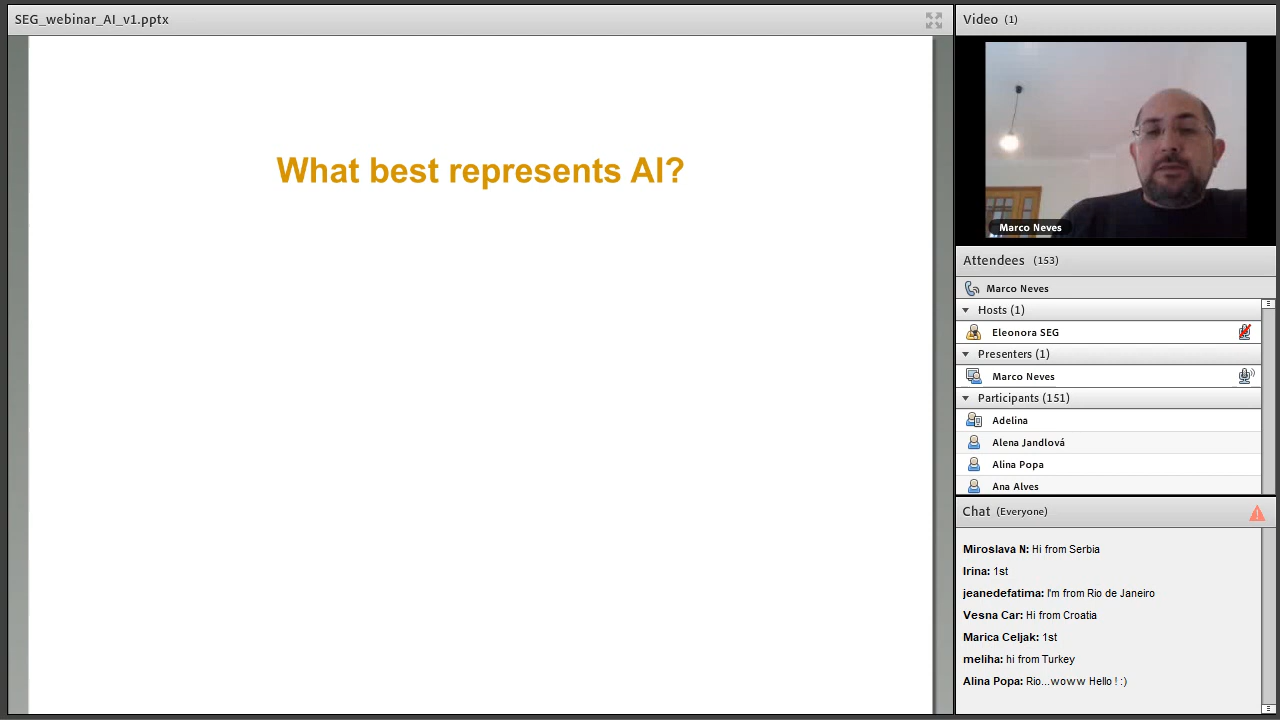 SEG_webinar_AI_v1.pptx
What best represents AI?
Video (1)
Marco Neves
Attendees (153)
Marco Neves
Hosts (1)
Eleonora SEG
Presenters (1)
Marco Neves
Participants (151)
Adelina
Alena Jandlová
Alina Popa
Ana Alves
Chat (Everyone)
Miroslava N: Hi from Serbia
Irina: 1st
jeanedefatima: I'm from Rio de Janeiro
Vesna Car: Hi from Croatia
Marica Celjak: 1st
meliha: hi from Turkey
Alina Popa: Rio...woww Hello ! :)